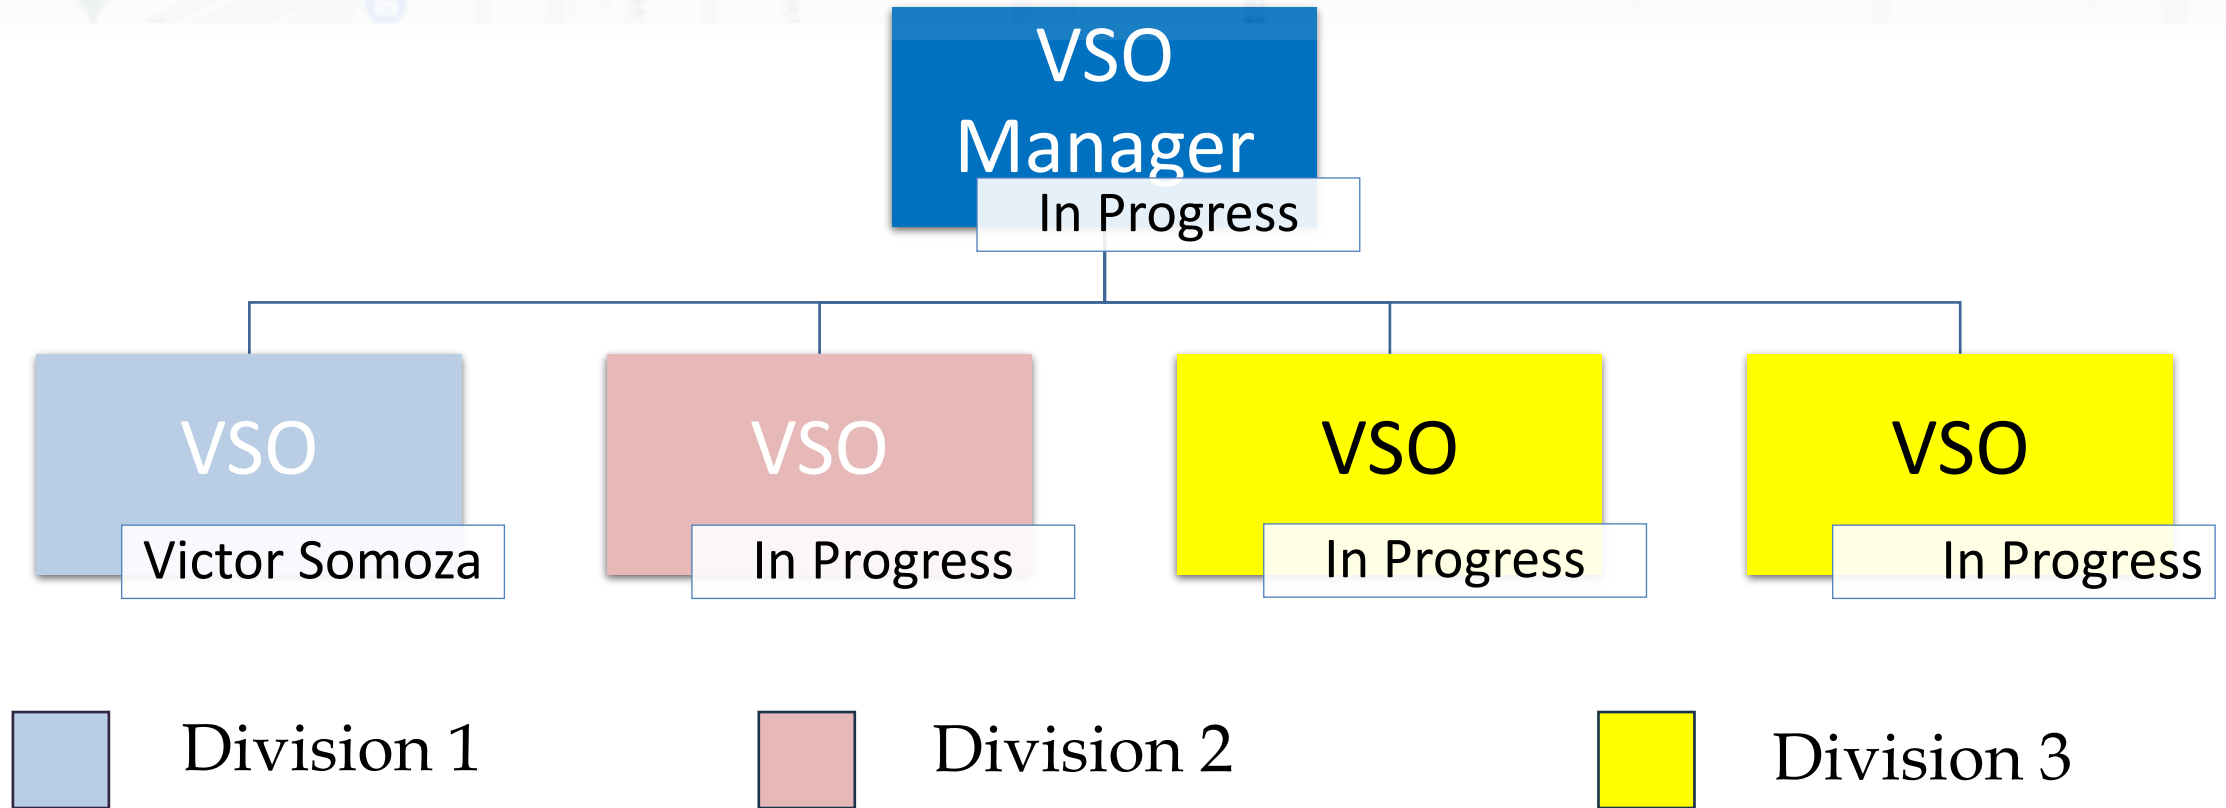 VSO
Manager
In Progress
VSO
VSO
VSO
VSO
Victor Somoza
In Progress
In Progress
In Progress
Division 1
Division 2
Division 3